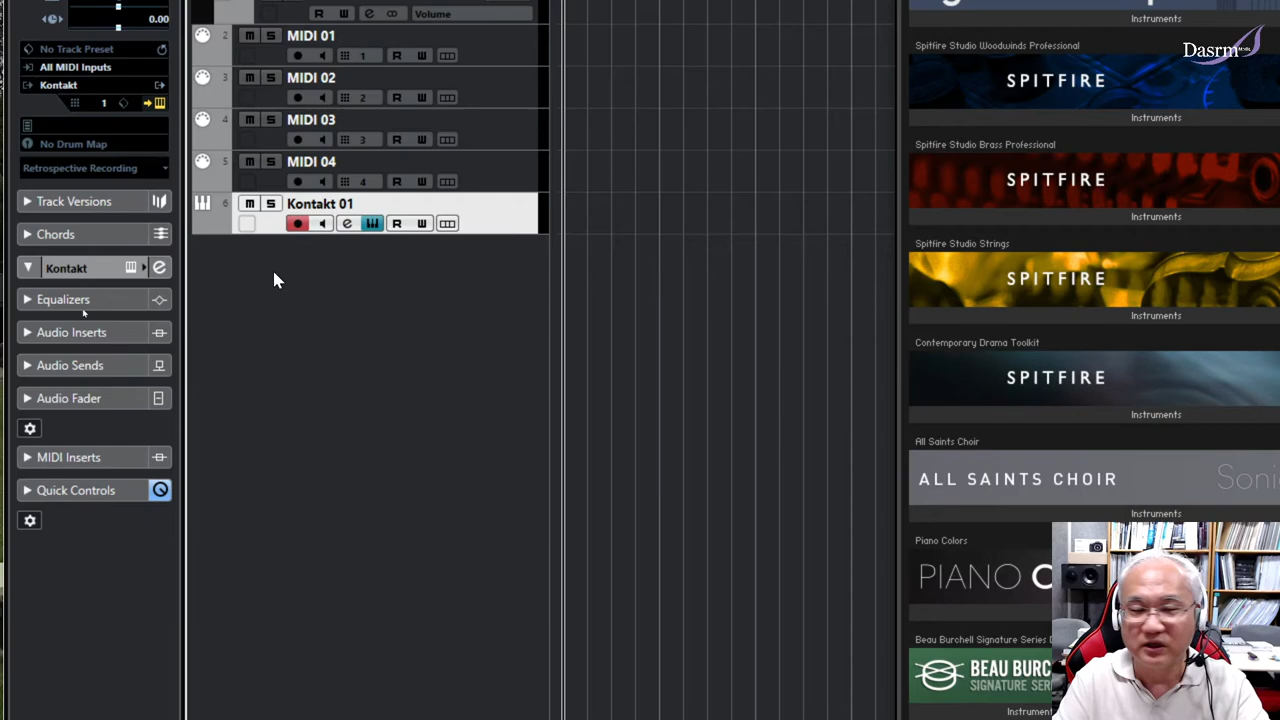 0.00
No Track Preset
All MIDI Inputs
Kontakt
1
No Drum Map
Retrospective Recording
Track Versions
Chords
Kontakt
Equalizers
Audio Inserts
Audio Sends
Audio Fader
MIDI Inserts
Quick Controls
R W e Volume
2 m S MIDI 01
1 R W
3 m S MIDI 02
2 R W
4 m S MIDI 03
3 R W
5 m S MIDI 04
4 R W
6 m S Kontakt 01
e R W
Instruments
Spitfire Studio Woodwinds Professional
SPITFIRE
Instruments
Spitfire Studio Brass Professional
SPITFIRE
Instruments
Spitfire Studio Strings
SPITFIRE
Instruments
Contemporary Drama Toolkit
SPITFIRE
Instruments
All Saints Choir
ALL SAINTS CHOIR
Instruments
Piano Colors
PIANO
Beau Burchell Signature Series
BEAU BURC
SIGNATURE SER
Instrum
Dasrm